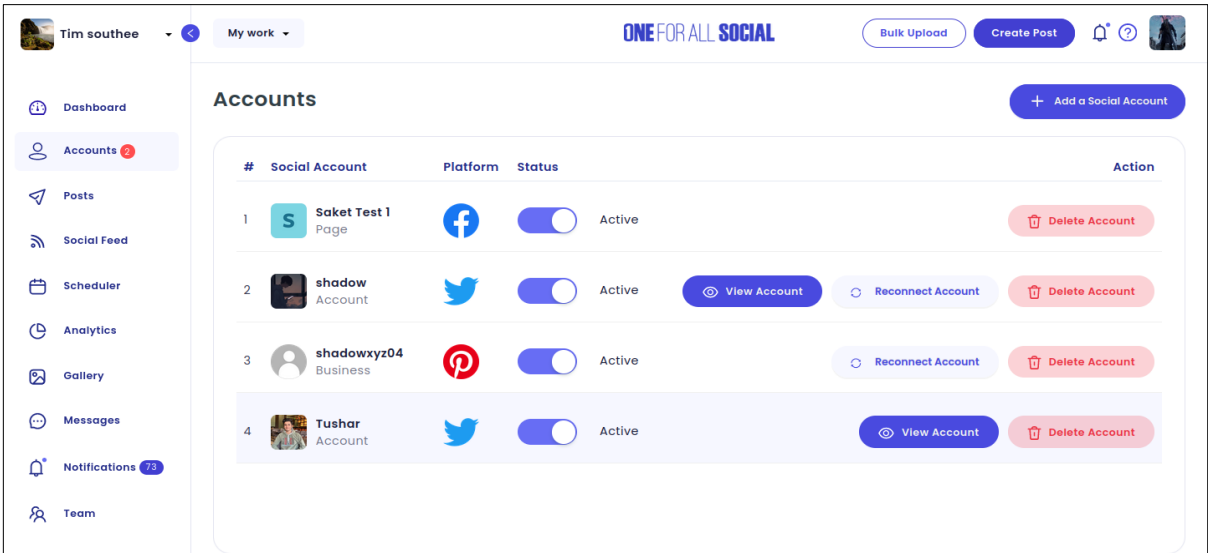 Tim southee
My work
ONE FOR ALL SOCIAL
Bulk Upload
Create Post
Dashboard
Accounts 2
Posts
Social Feed
Scheduler
Analytics
Gallery
Messages
Notifications 73
Team
Accounts
+ Add a Social Account
# Social Account Platform Status Action
1 S Saket Test 1 Active Delete Account
Page
2 shadow Active View Account Reconnect Account Delete Account
Account
3 shadowxyz04 Active Reconnect Account Delete Account
Business
4 Tushar Active View Account Delete Account
Account